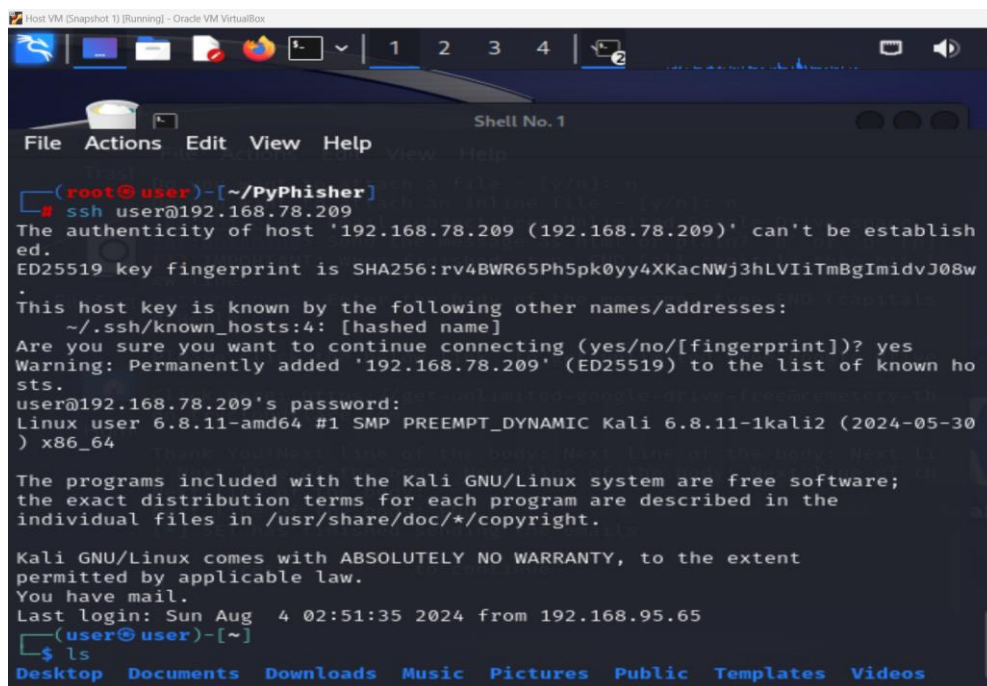 Host VM (Snapshot 1) [Running] - Oracle VM VirtualBox
1 2 3 4
2
Shell No. 1
File Actions Edit View Help
┌──(root㉿user)-[~/PyPhisher]
└─# ssh user@192.168.78.209
The authenticity of host '192.168.78.209 (192.168.78.209)' can't be establish
ed.
ED25519 key fingerprint is SHA256:rv4BWR65Ph5pk0yy4XKacNWj3hLVIiTmBgImidvJ08w
.
This host key is known by the following other names/addresses:
    ~/.ssh/known_hosts:4: [hashed name]
Are you sure you want to continue connecting (yes/no/[fingerprint])? yes
Warning: Permanently added '192.168.78.209' (ED25519) to the list of known ho
sts.
user@192.168.78.209's password:
Linux user 6.8.11-amd64 #1 SMP PREEMPT_DYNAMIC Kali 6.8.11-1kali2 (2024-05-30
) x86_64
The programs included with the Kali GNU/Linux system are free software;
the exact distribution terms for each program are described in the
individual files in /usr/share/doc/*/copyright.
Kali GNU/Linux comes with ABSOLUTELY NO WARRANTY, to the extent
permitted by applicable law.
You have mail.
Last login: Sun Aug  4 02:51:35 2024 from 192.168.95.65
┌──(user㉿user)-[~]
└─$ ls
Desktop Documents Downloads Music Pictures Public Templates Videos